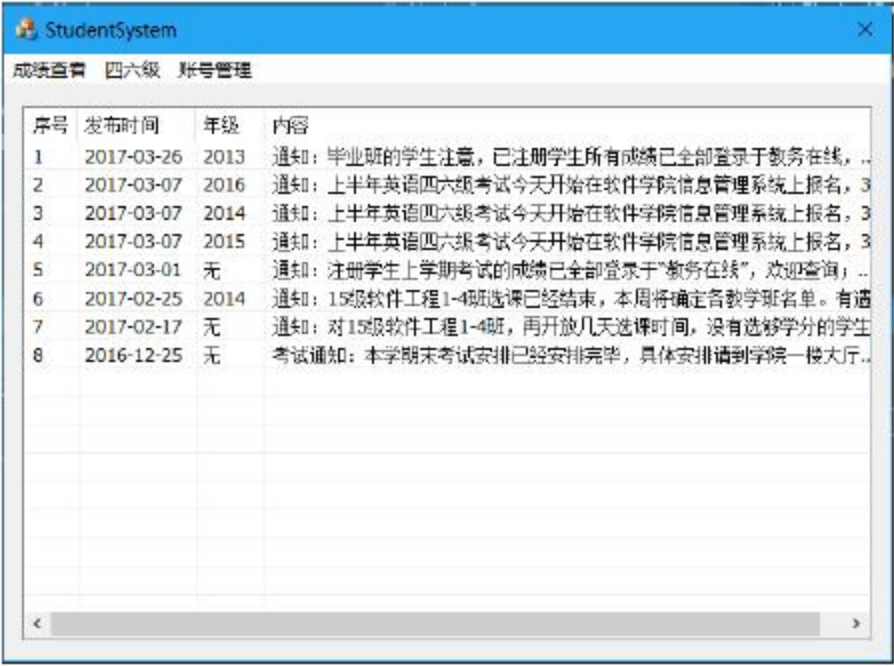 StudentSystem
成绩查看 四六级 账号管理
序号 发布时间 年级 内容
1 2017-03-26 2013 通知：毕业班的学生注意，已注册学生所有成绩已全部登录于教务在线，...
2 2017-03-07 2016 通知：上半年英语四六级考试今天开始在软件学院信息管理系统上报名，3
3 2017-03-07 2014 通知：上半年英语四六级考试今天开始在软件学院信息管理系统上报名，3
4 2017-03-07 2015 通知：上半年英语四六级考试今天开始在软件学院信息管理系统上报名，3
5 2017-03-01 无 通知：注册学生上学期考试的成绩已全部登录于“教务在线”，欢迎查询；...
6 2017-02-25 2014 通知：15级软件工程1-4班选课已经结束，本周将确定各教学班名单。有遗
7 2017-02-17 无 通知：对15级软件工程1-4班，再开放几天选课时间，没有选够学分的学生
8 2016-12-25 无 考试通知：本学期末考试安排已经安排完毕，具体安排请到学院一楼大厅...